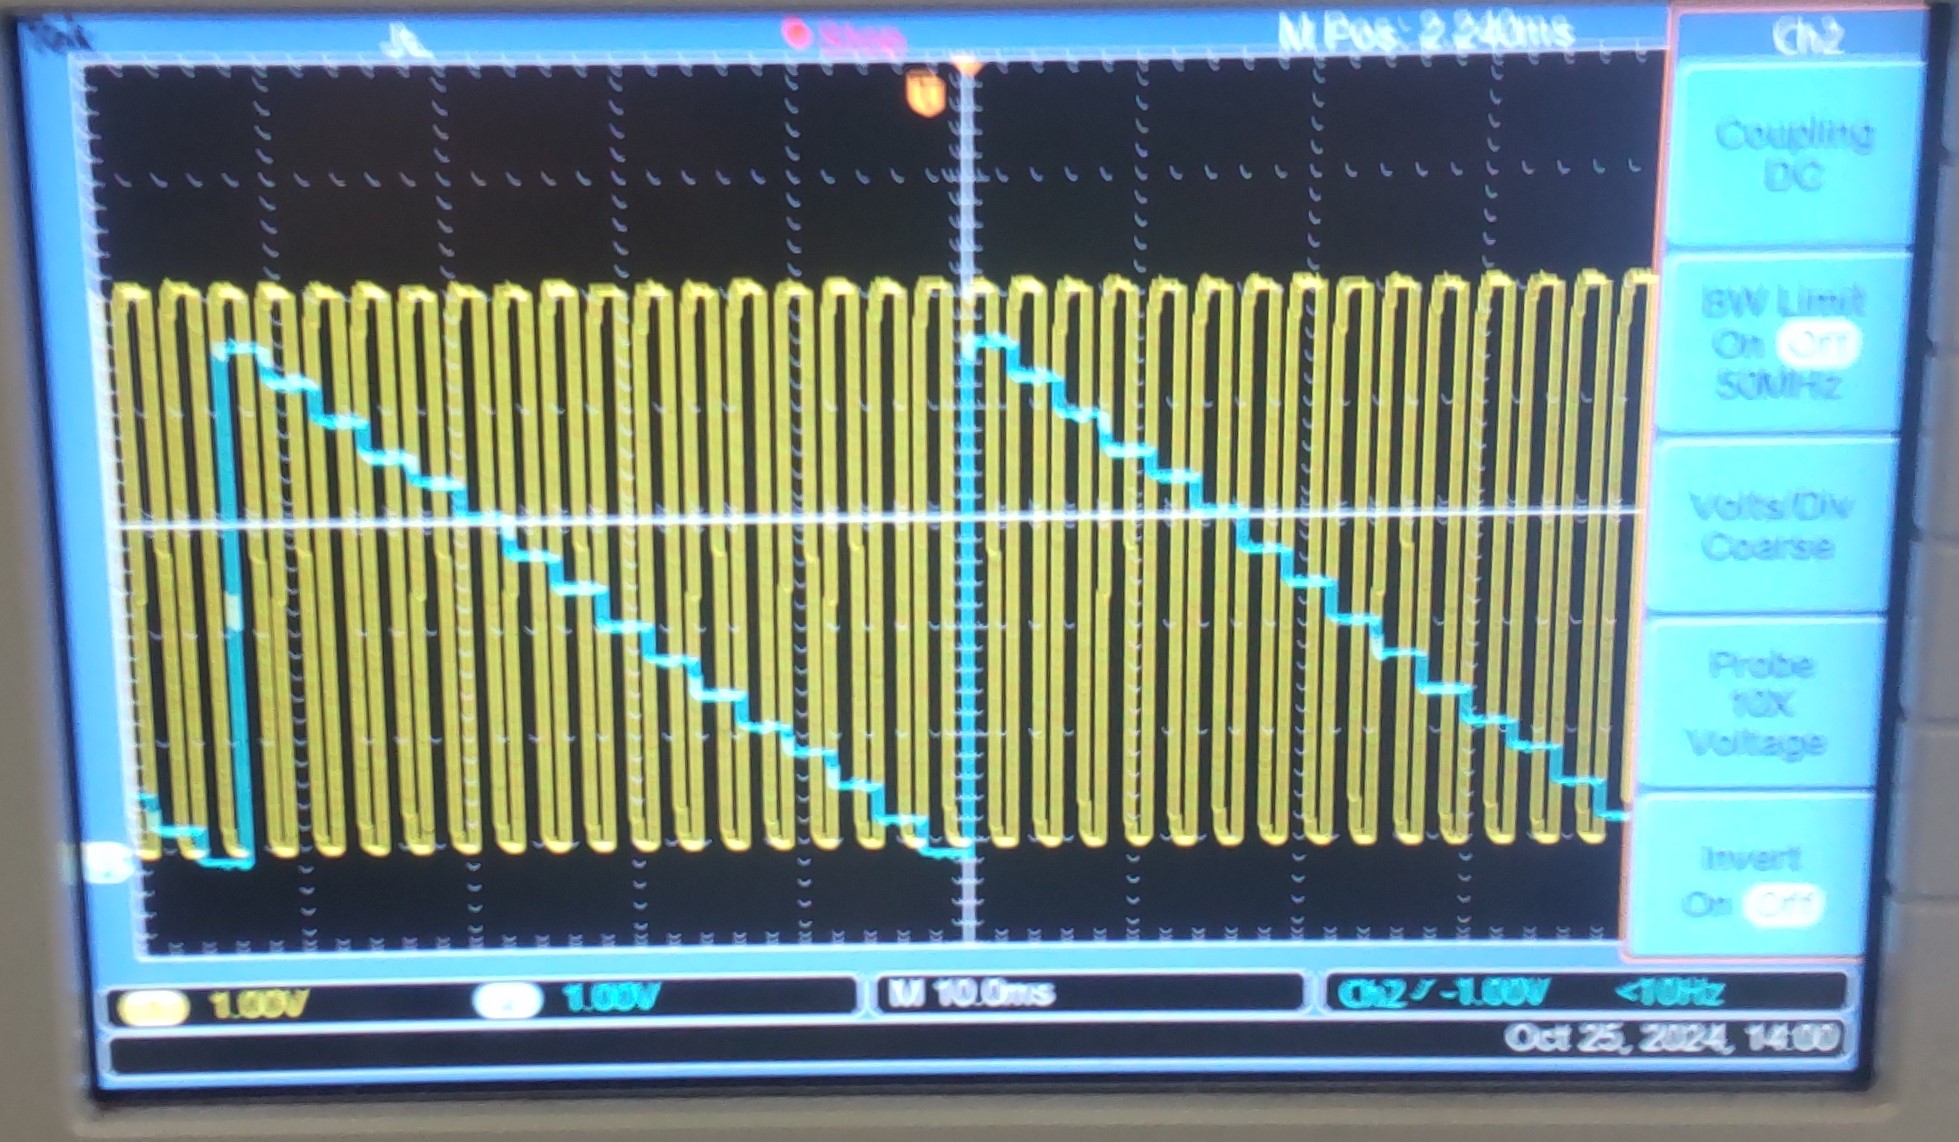 Tek Stop M Pos: 2.240ms
Ch2
Coupling
DC
BW Limit
On Off
50MHz
Volts/Div
Coarse
Probe
10X
Voltage
Invert
On Off
1.00V 1.00V M 10.0ms Ch2 -1.00V <10Hz
Oct 25, 2024, 14:00